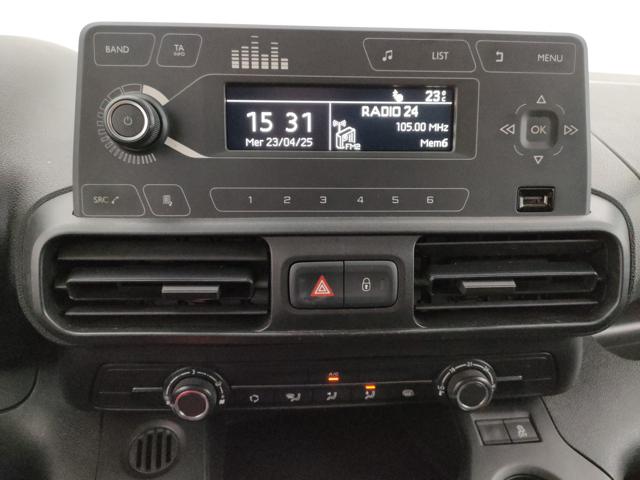 BAND
TA
INFO
LIST
MENU
23 °C
RADIO 24
105.00 MHz
15 31
Mer 23/04/25
FM2
Mem6
OK
SRC
1 2 3 4 5 6
A/C